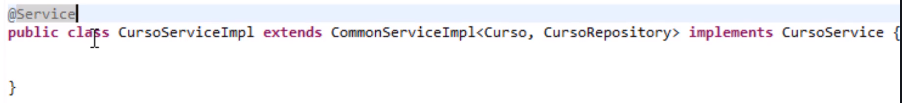 @Service
public class CursoServiceImpl extends CommonServiceImpl<Curso, CursoRepository> implements CursoService {
}